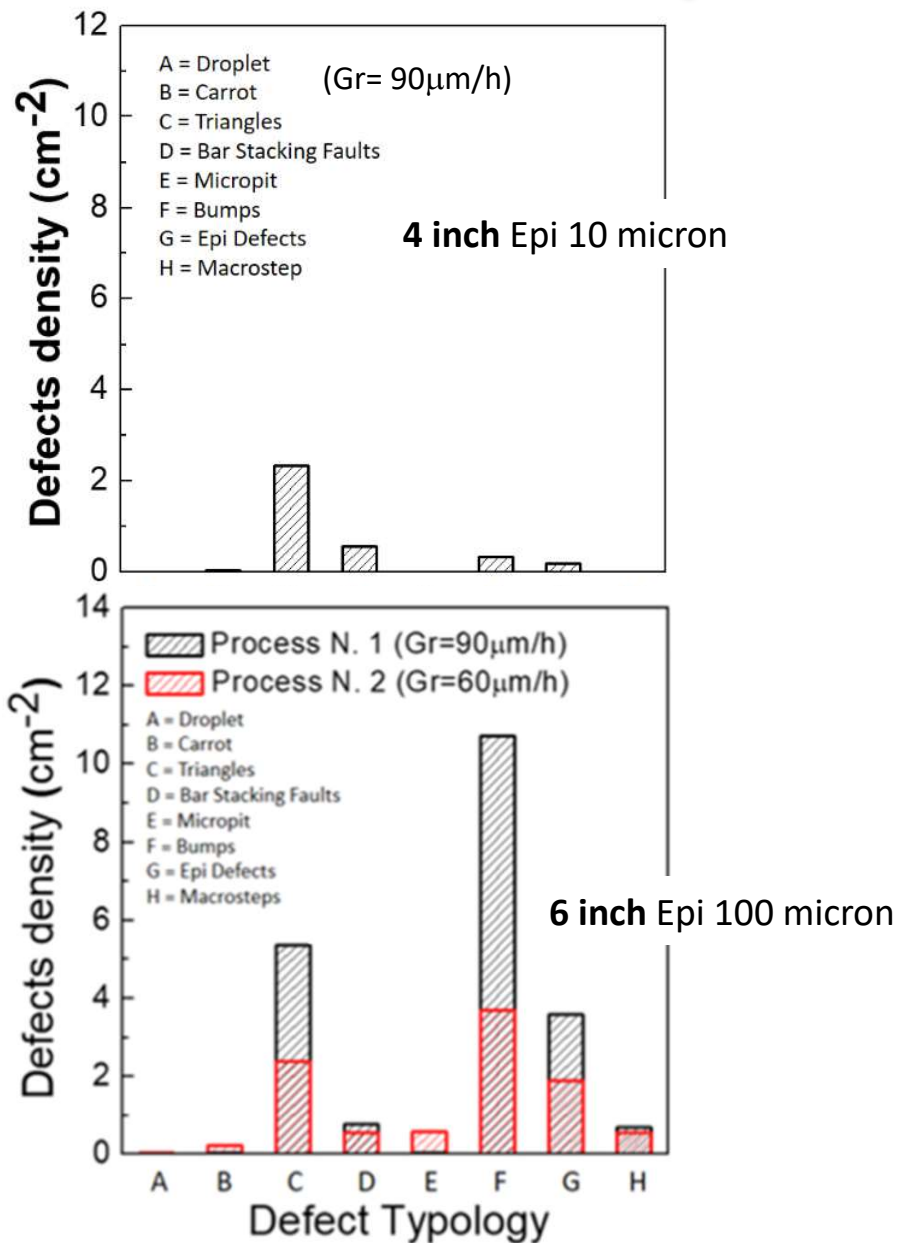 12
10
8
6
4
2
0
Defects density (cm⁻²)
A = Droplet
B = Carrot
C = Triangles
D = Bar Stacking Faults
E = Micropit
F = Bumps
G = Epi Defects
H = Macrostep
(Gr= 90μm/h)
4 inch Epi 10 micron
14
12
10
8
6
4
2
0
Defects density (cm⁻²)
Process N. 1 (Gr=90μm/h)
Process N. 2 (Gr=60μm/h)
A = Droplet
B = Carrot
C = Triangles
D = Bar Stacking Faults
E = Micropit
F = Bumps
G = Epi Defects
H = Macrosteps
6 inch Epi 100 micron
A B C D E F G H
Defect Typology